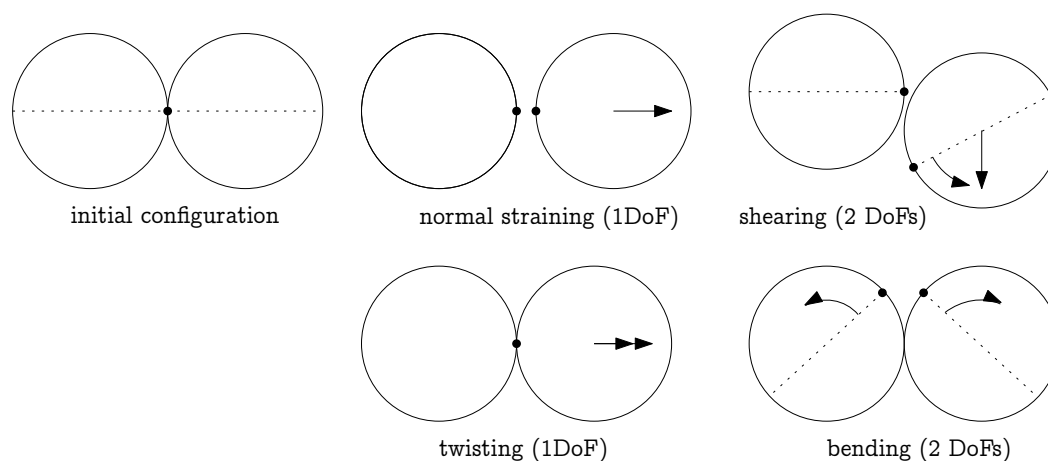 initial configuration
normal straining (1DoF)
shearing (2 DoFs)
twisting (1DoF)
bending (2 DoFs)